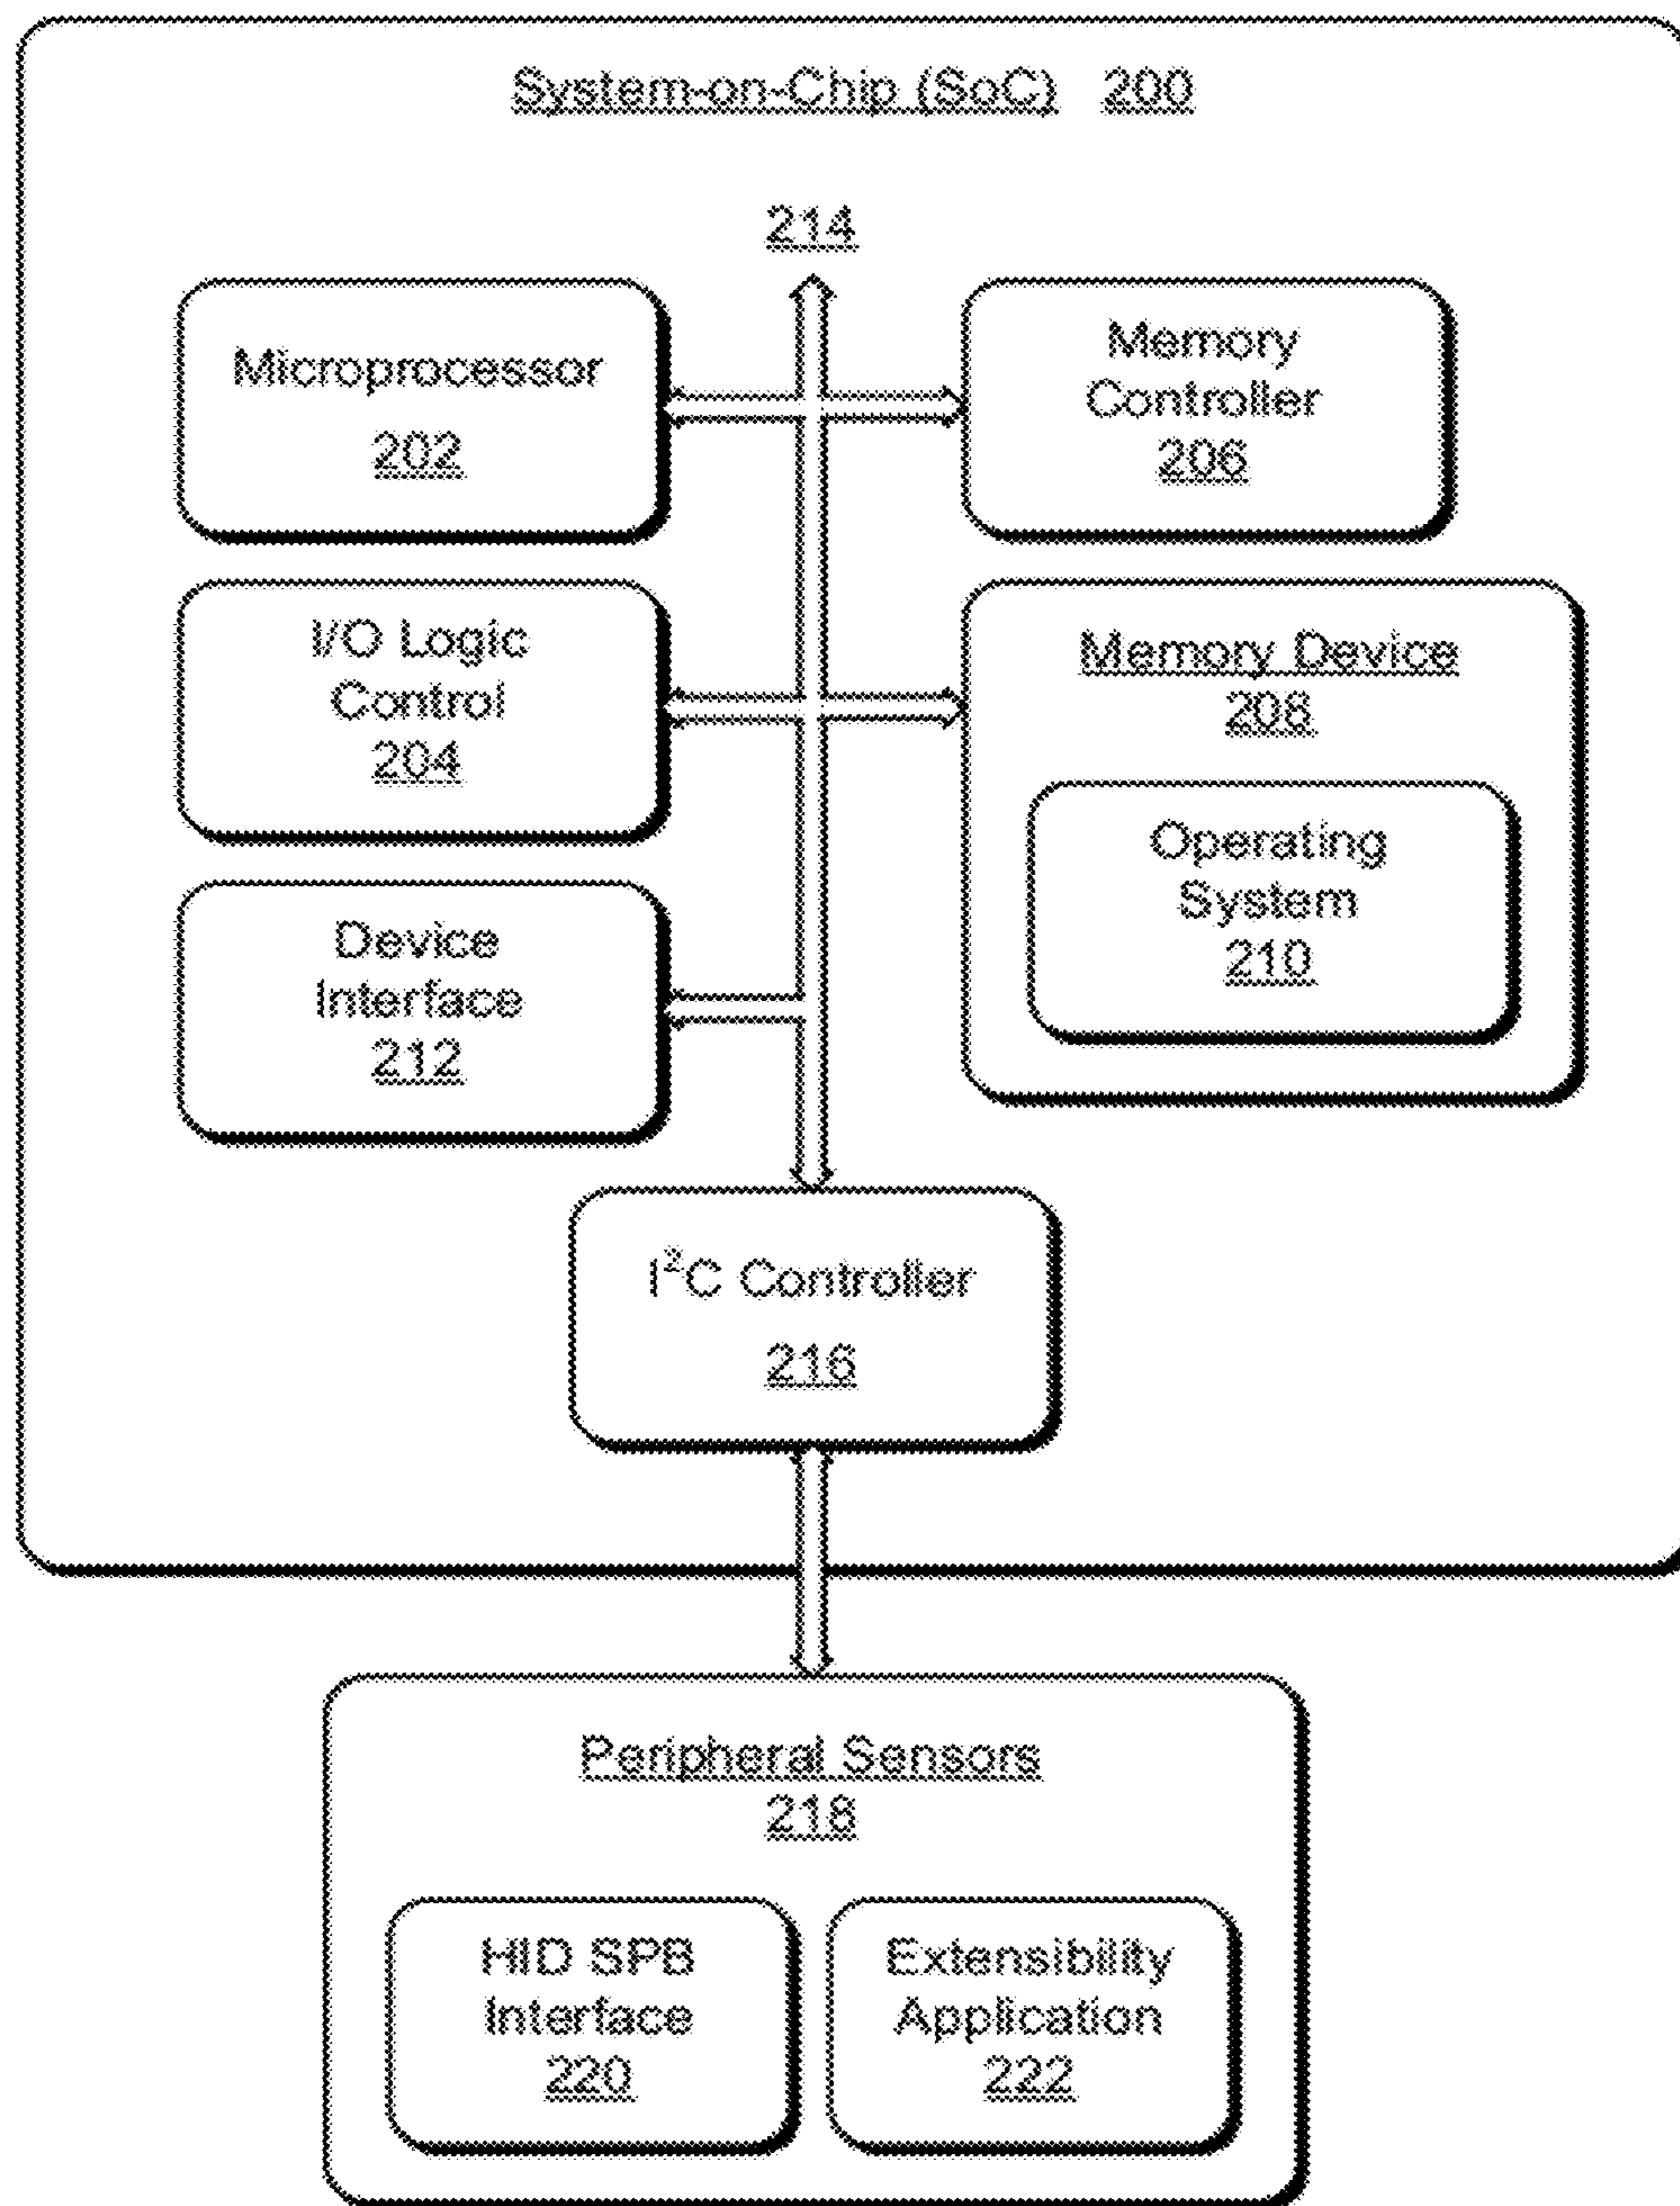 System-on-Chip (SoC) 200
214
Microprocessor
202
Memory
Controller
206
I/O Logic
Control
204
Memory Device
208
Operating
System
210
Device
Interface
212
I²C Controller
216
Peripheral Sensors
218
HID SPB
Interface
220
Extensibility
Application
222